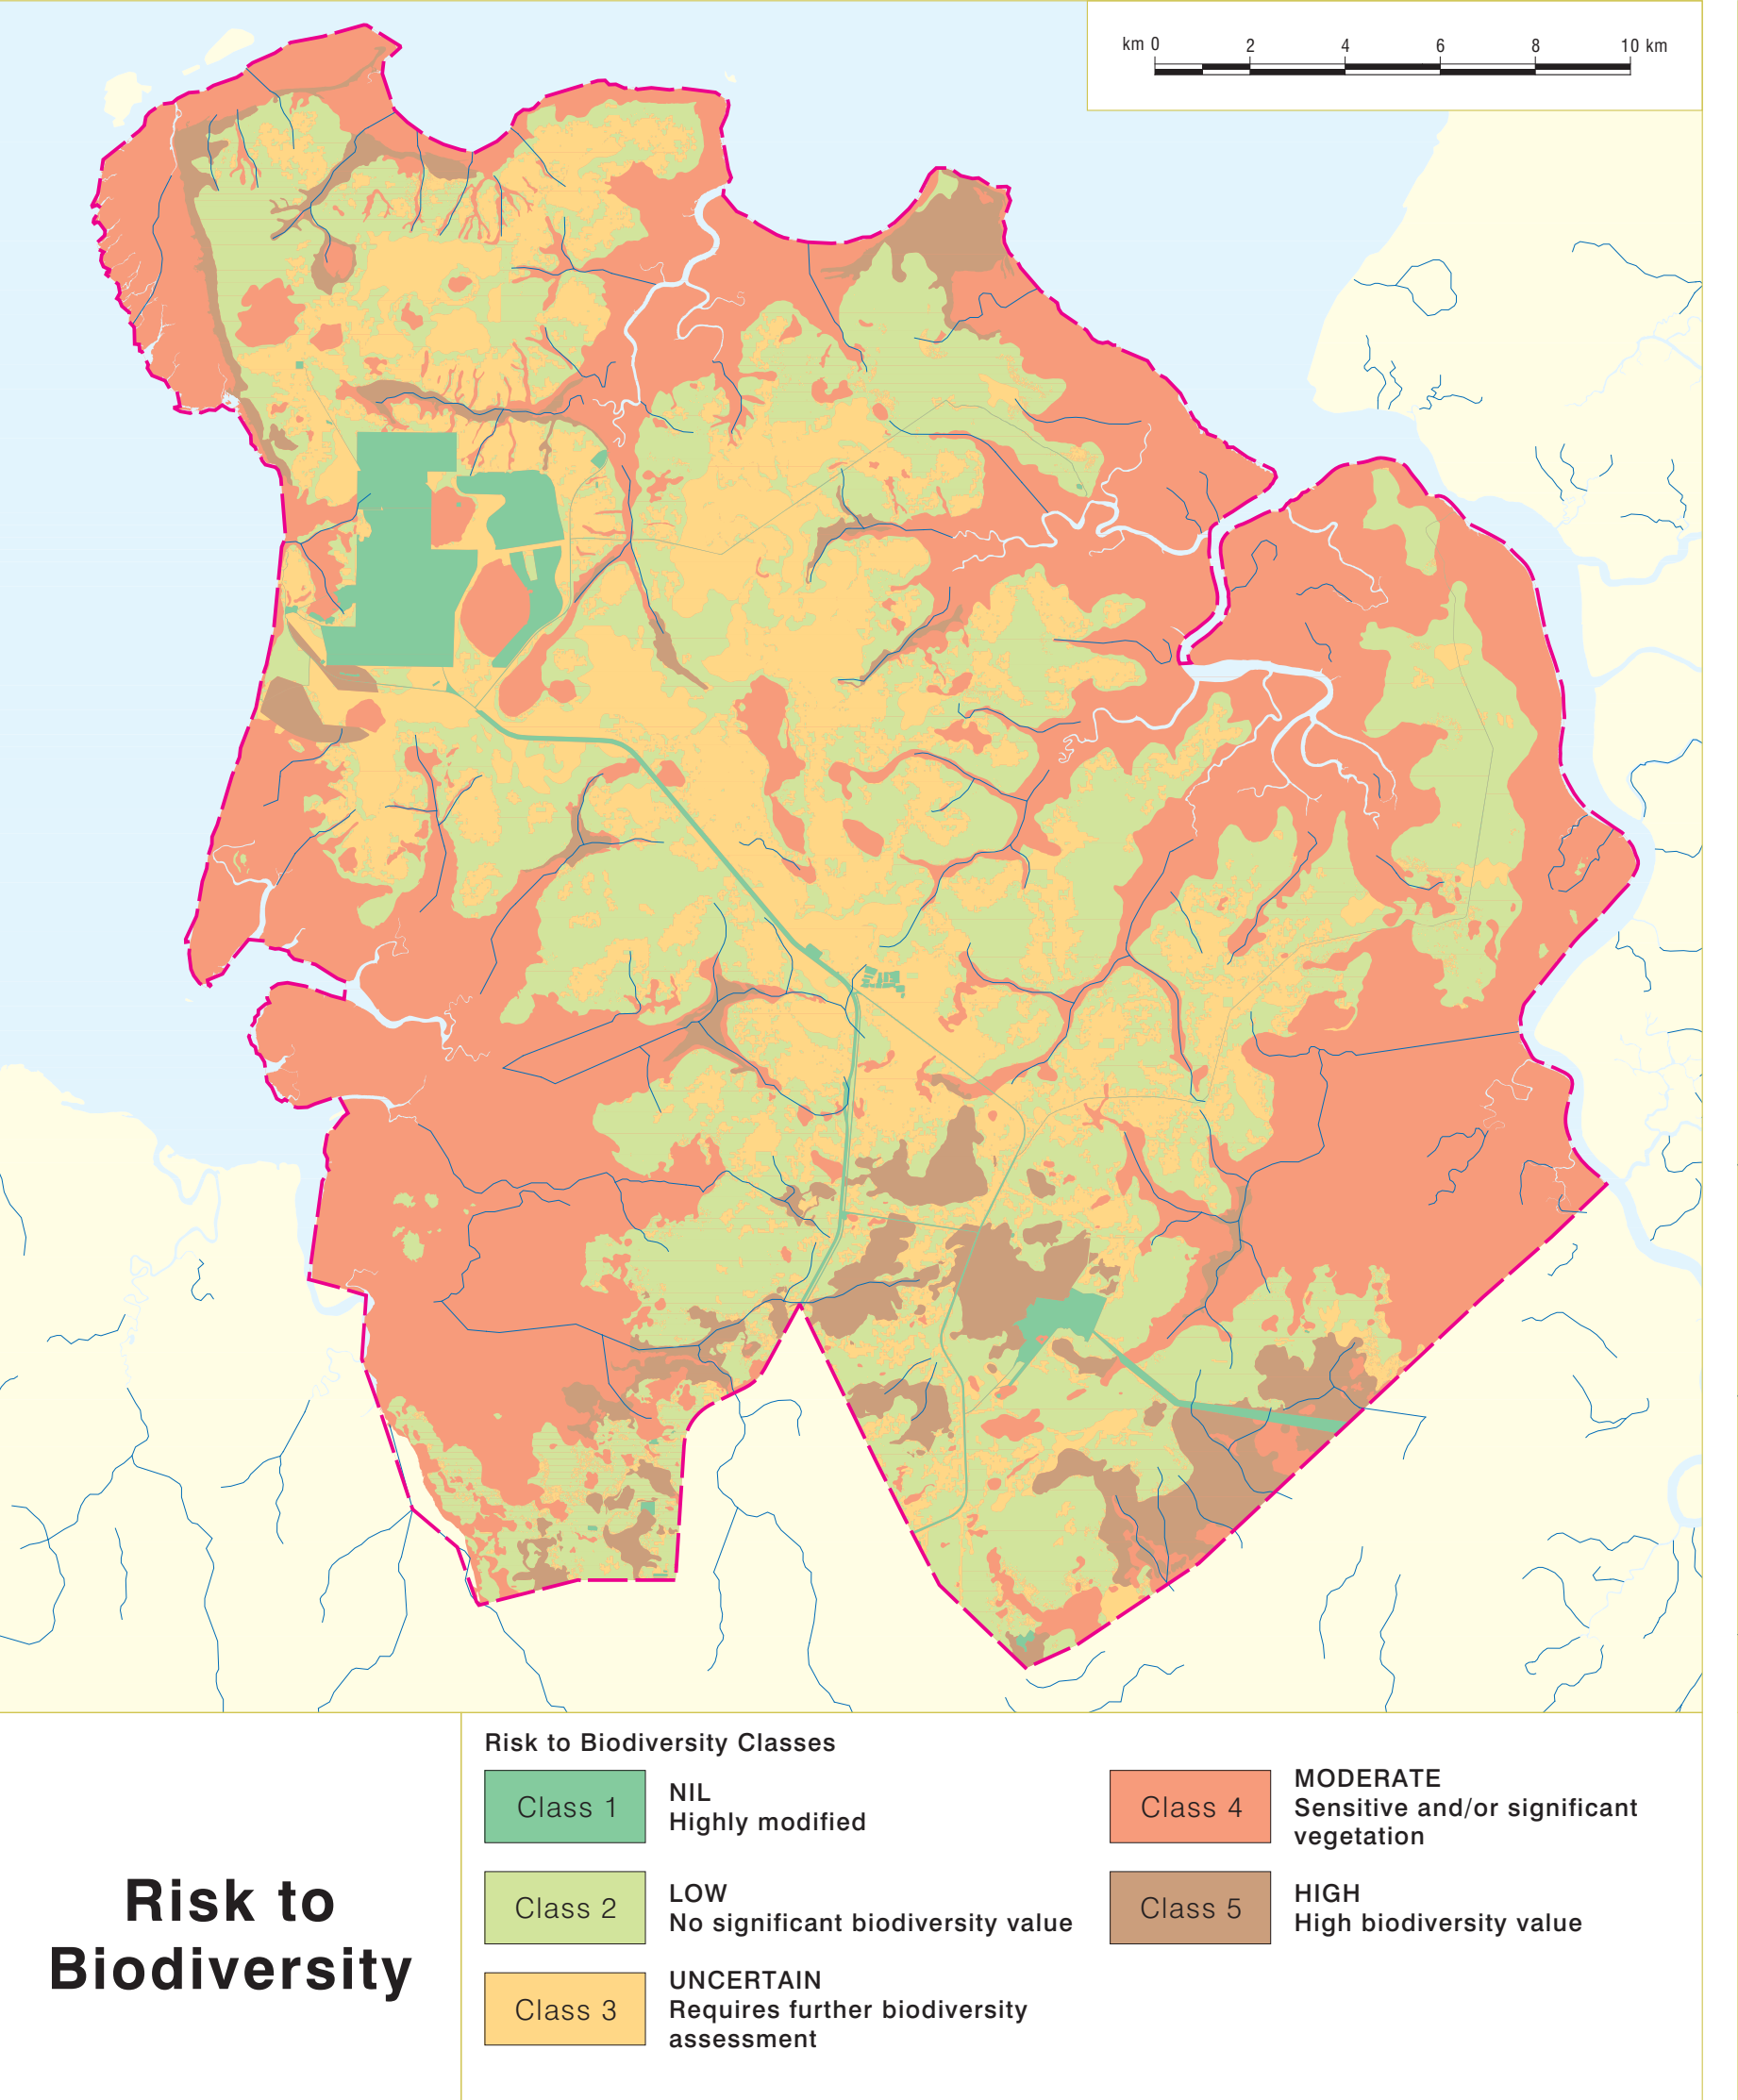 km 0 2 4 6 8 10 km
Risk to
Biodiversity
Risk to Biodiversity Classes
Class 1
NIL
Highly modified
Class 2
LOW
No significant biodiversity value
Class 3
UNCERTAIN
Requires further biodiversity
assessment
Class 4
MODERATE
Sensitive and/or significant
vegetation
Class 5
HIGH
High biodiversity value